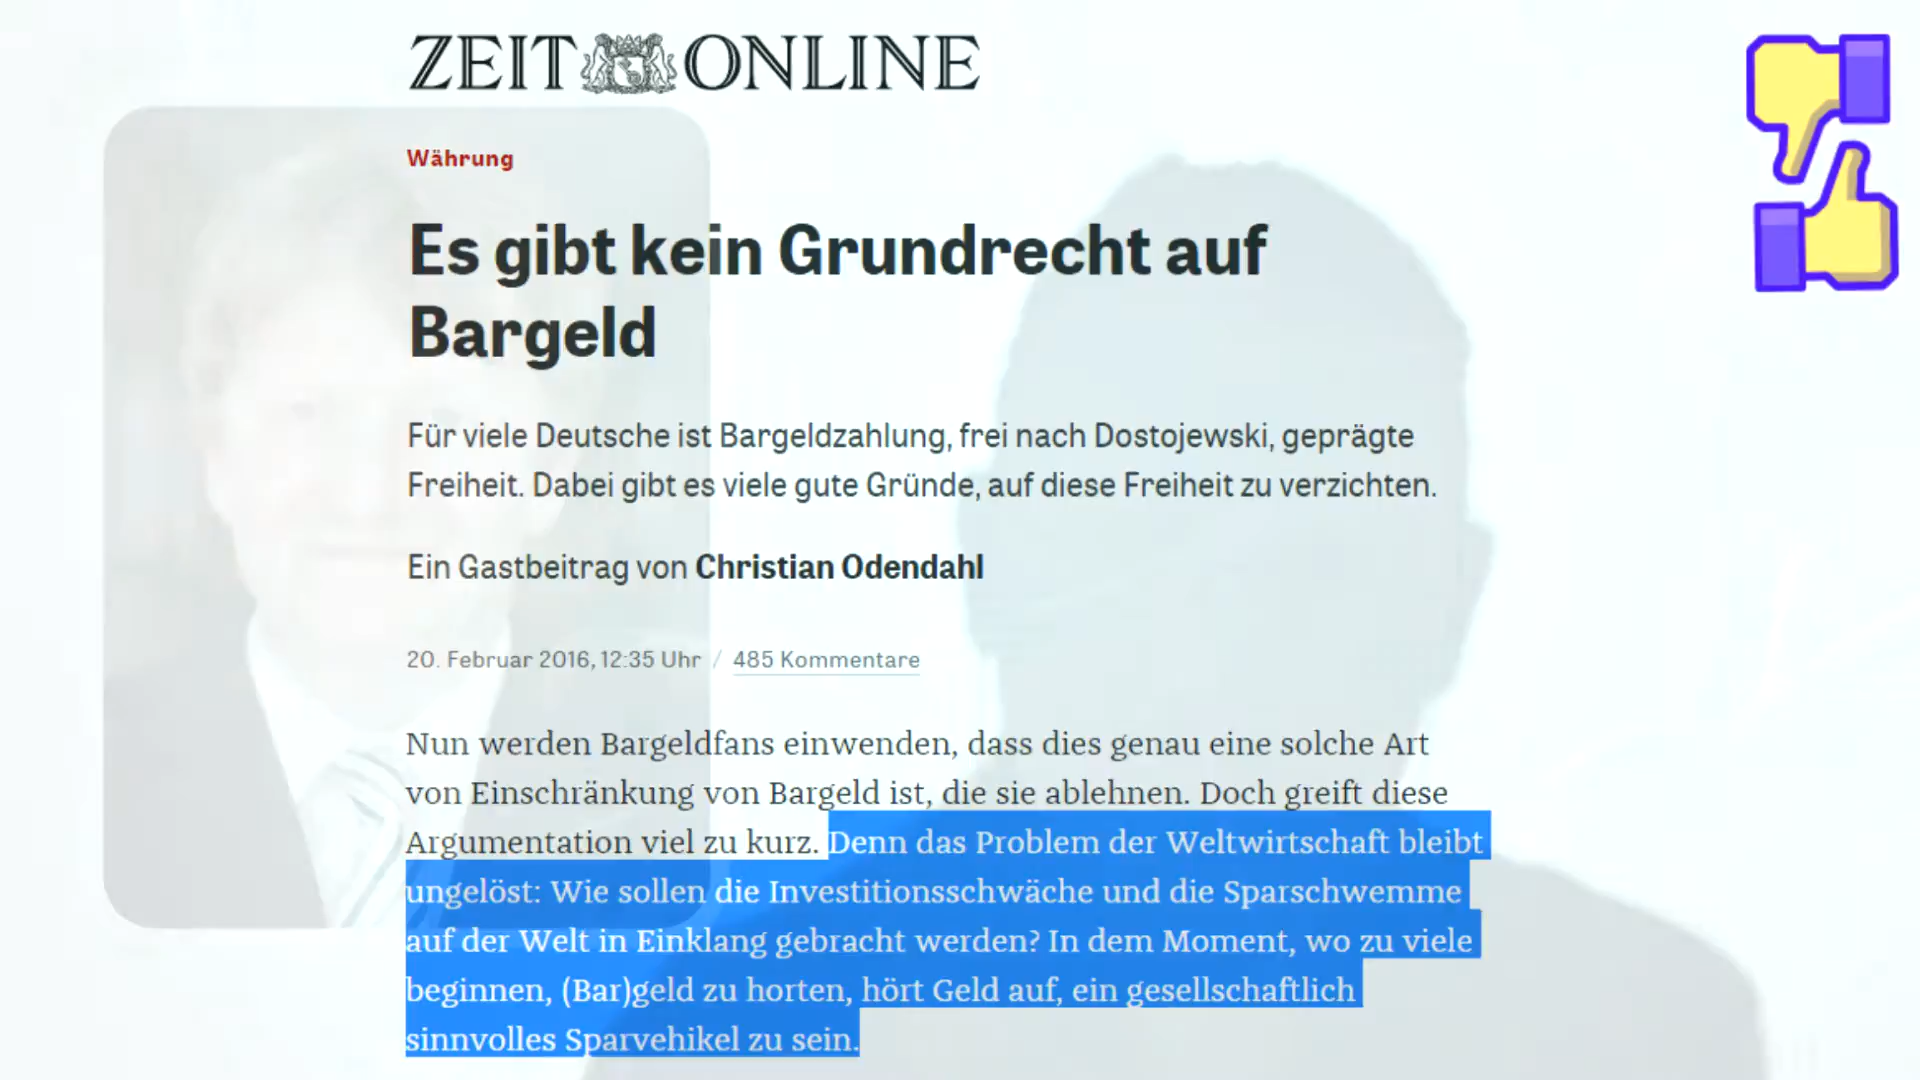 ZEIT ONLINE
Währung
Es gibt kein Grundrecht auf
Bargeld
Für viele Deutsche ist Bargeldzahlung, frei nach Dostojewski, geprägte
Freiheit. Dabei gibt es viele gute Gründe, auf diese Freiheit zu verzichten.
Ein Gastbeitrag von Christian Odendahl
20. Februar 2016, 12:35 Uhr / 485 Kommentare
Nun werden Bargeldfans einwenden, dass dies genau eine solche Art
von Einschränkung von Bargeld ist, die sie ablehnen. Doch greift diese
Argumentation viel zu kurz. Denn das Problem der Weltwirtschaft bleibt
ungelöst: Wie sollen die Investitionsschwäche und die Sparschwemme
auf der Welt in Einklang gebracht werden? In dem Moment, wo zu viele
beginnen, (Bar)geld zu horten, hört Geld auf, ein gesellschaftlich
sinnvolles Sparvehikel zu sein.